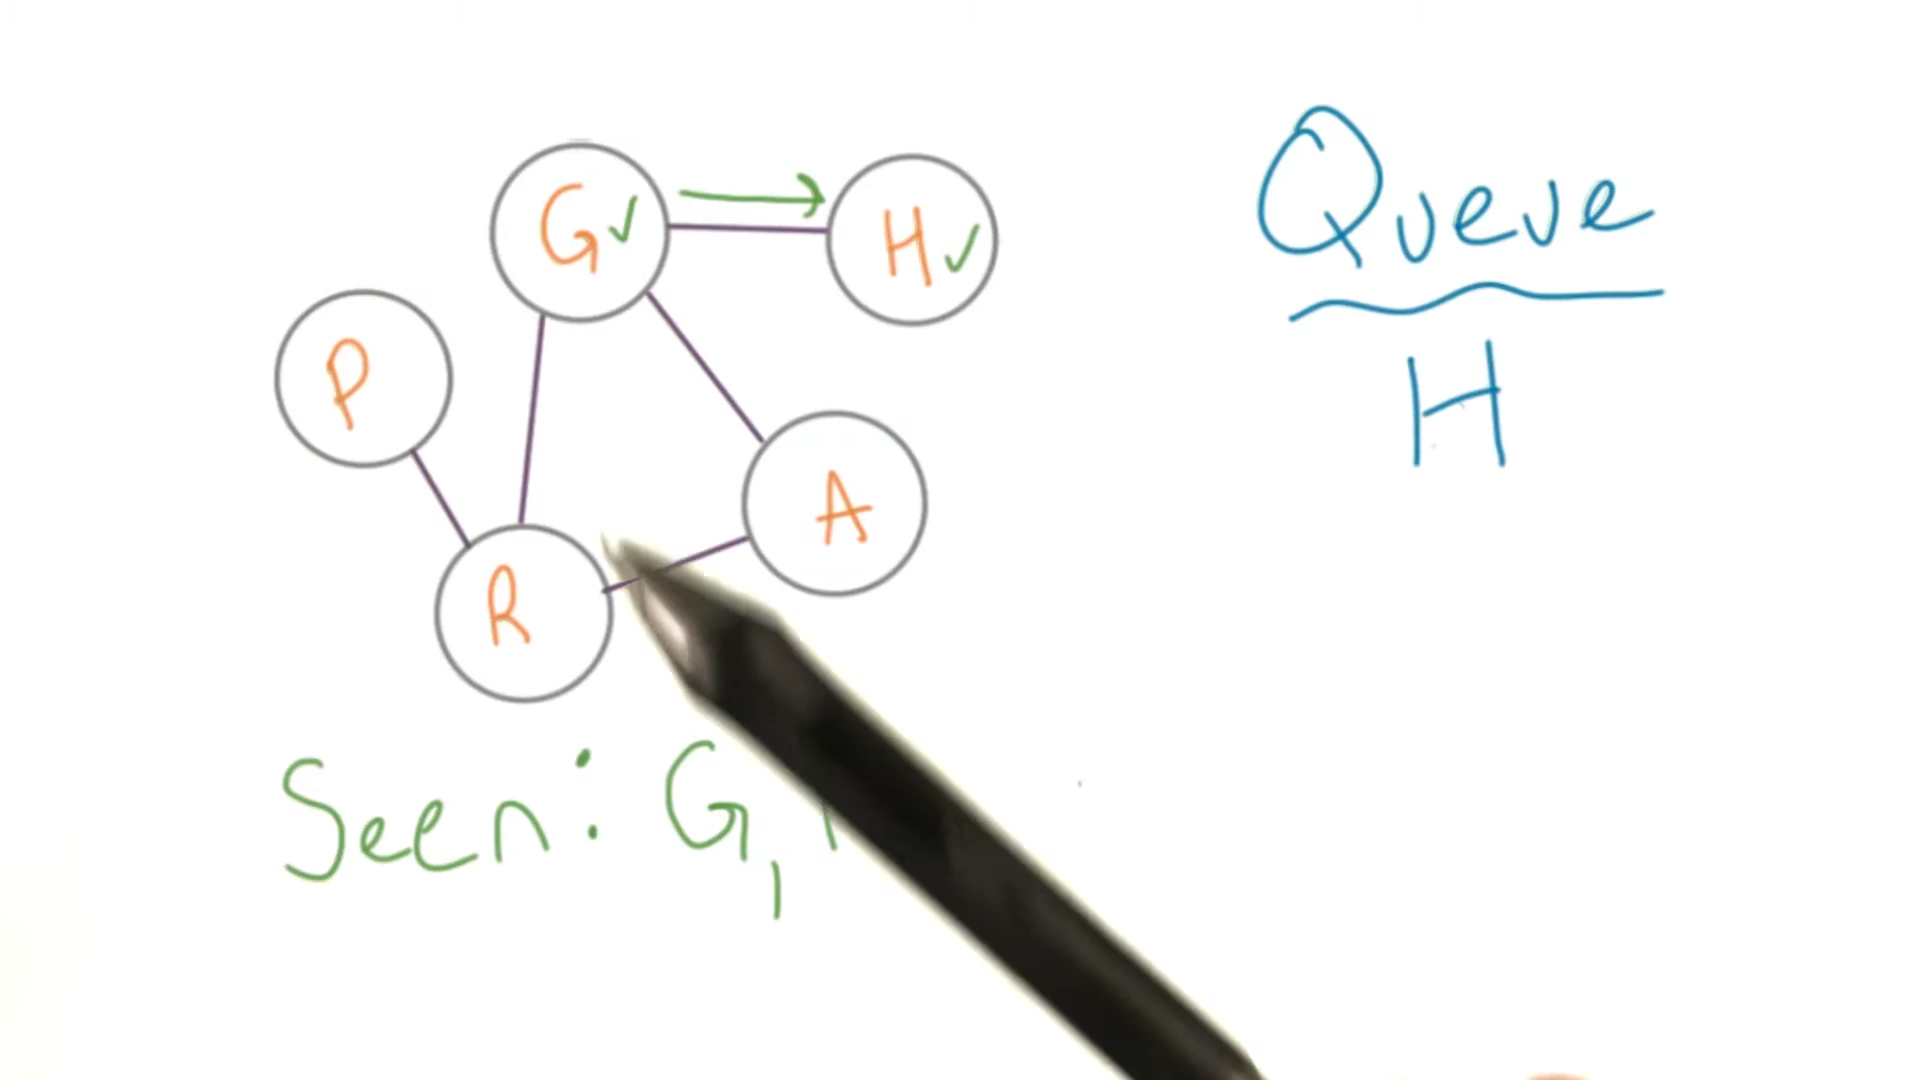 G✓ H✓
Queue
P
H
A
R
Seen: G,